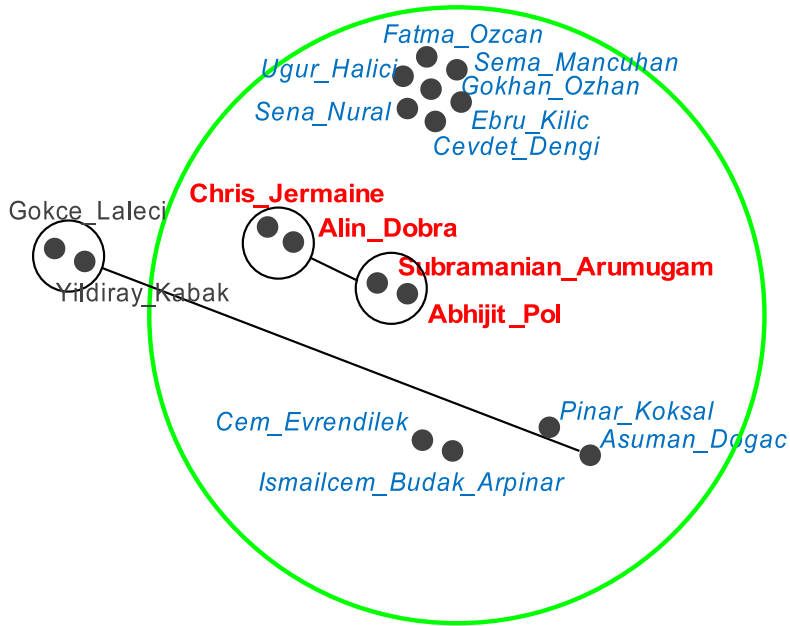 Fatma_Ozcan
Ugur_Halici
Sema_Mancuhan
Gokhan_Ozhan
Sena_Nural
Ebru_Kilic
Cevdet_Dengi
Chris_Jermaine
Gokce_Laleci
Alin_Dobra
Subramanian_Arumugam
Yildiray_Kabak
Abhijit_Pol
Pinar_Koksal
Cem_Evrendilek
Asuman_Dogac
Ismailcem_Budak_Arpinar